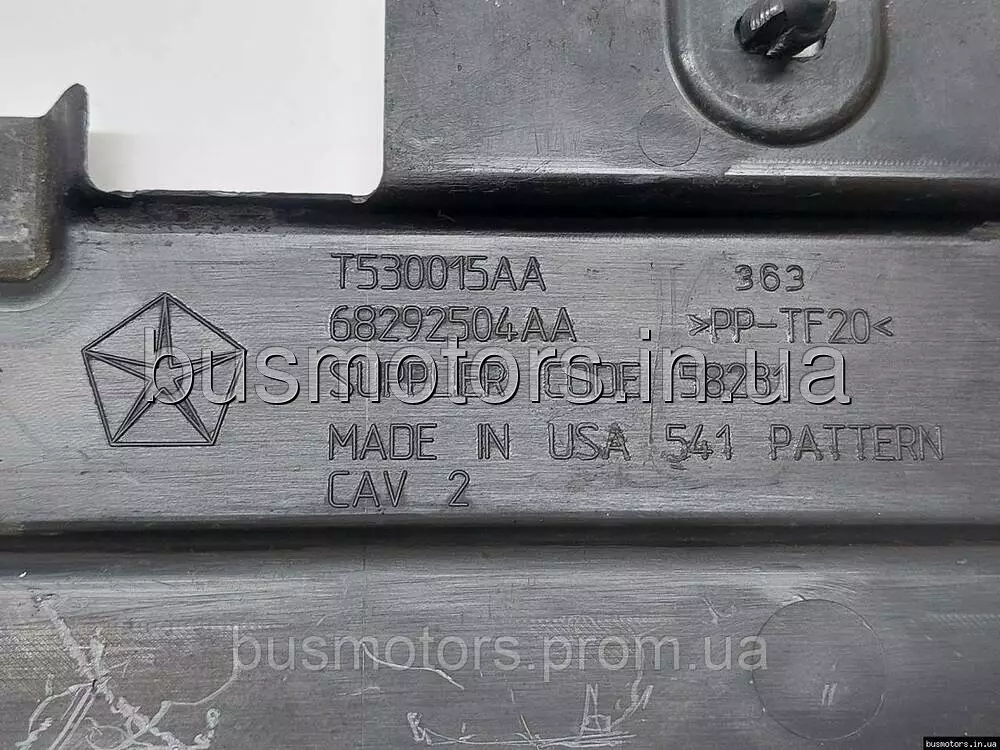 T530015AA 363
68292504AA >PP-TF20<
busmotors.in.ua
SUPPLIER CODE 58281
MADE IN USA 541 PATTERN
CAV 2
busmotors.prom.ua
busmotors.in.ua